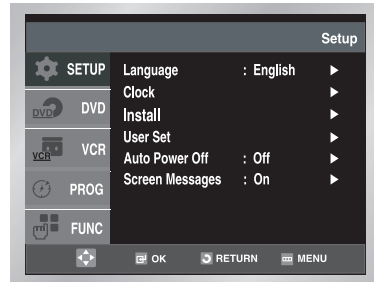 Setup
SETUP
Language : English ►
Clock ►
DVD DVD
Install ►
User Set ►
VCR VCR
Auto Power Off : Off ►
PROG
Screen Messages : On ►
FUNC
OK RETURN MENU